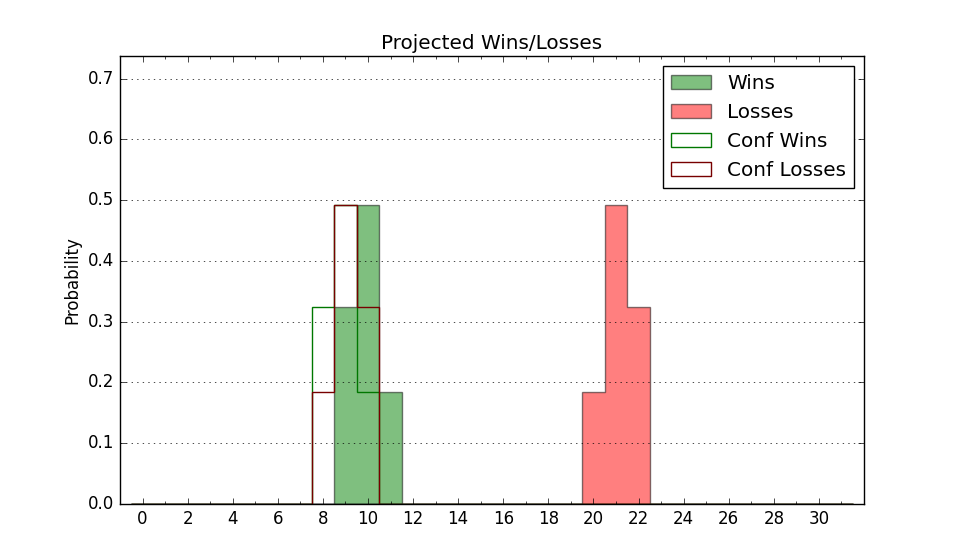 Projected Wins/Losses
Wins
Losses
Conf Wins
Conf Losses
Probability
0.7
0.6
0.5
0.4
0.3
0.2
0.1
0.0
0 2 4 6 8 10 12 14 16 18 20 22 24 26 28 30